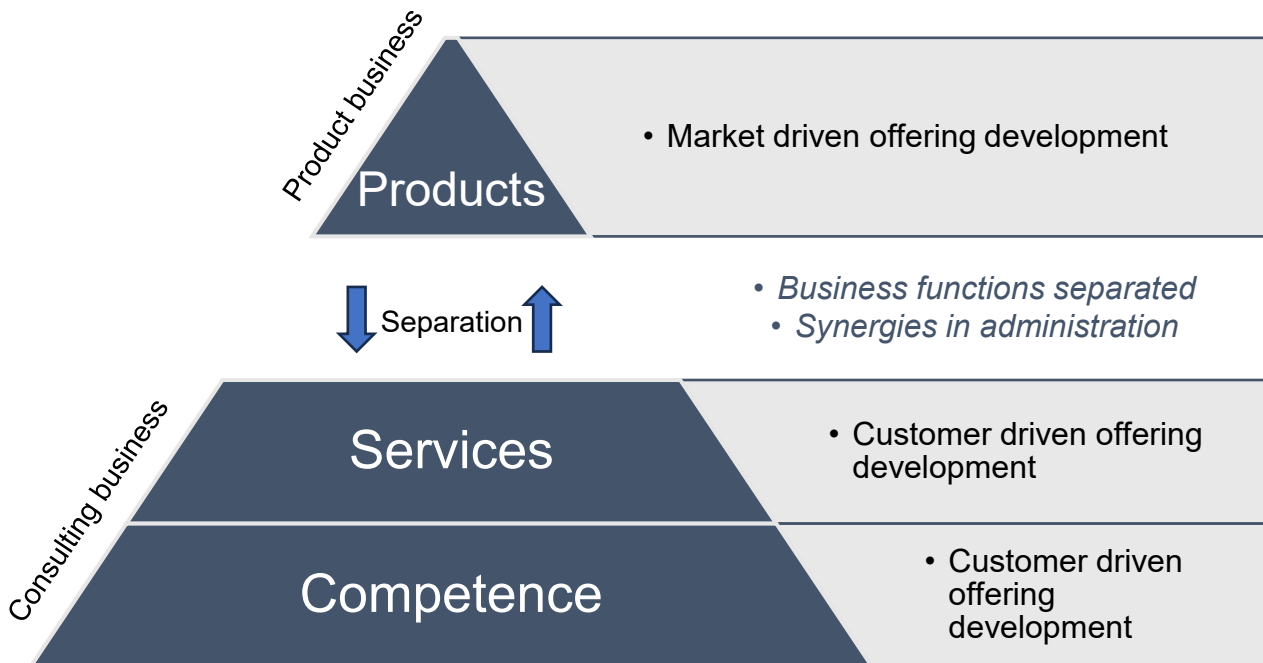 Product business
Products
• Market driven offering development
Separation
• Business functions separated
• Synergies in administration
Consulting business
Services
• Customer driven offering
development
Competence
• Customer driven
offering
development